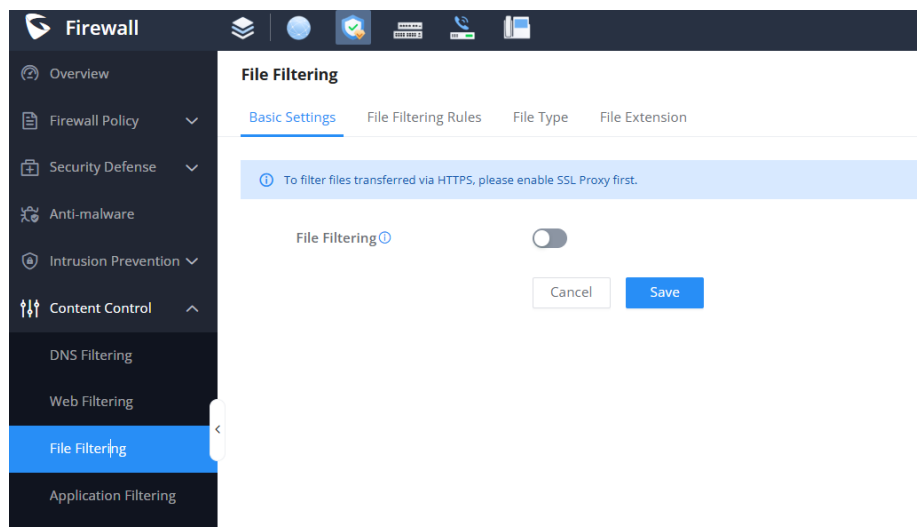 Firewall
Overview
Firewall Policy
Security Defense
Anti-malware
Intrusion Prevention
Content Control
DNS Filtering
Web Filtering
File Filtering
Application Filtering
File Filtering
Basic Settings File Filtering Rules File Type File Extension
To filter files transferred via HTTPS, please enable SSL Proxy first.
File Filtering
Cancel Save